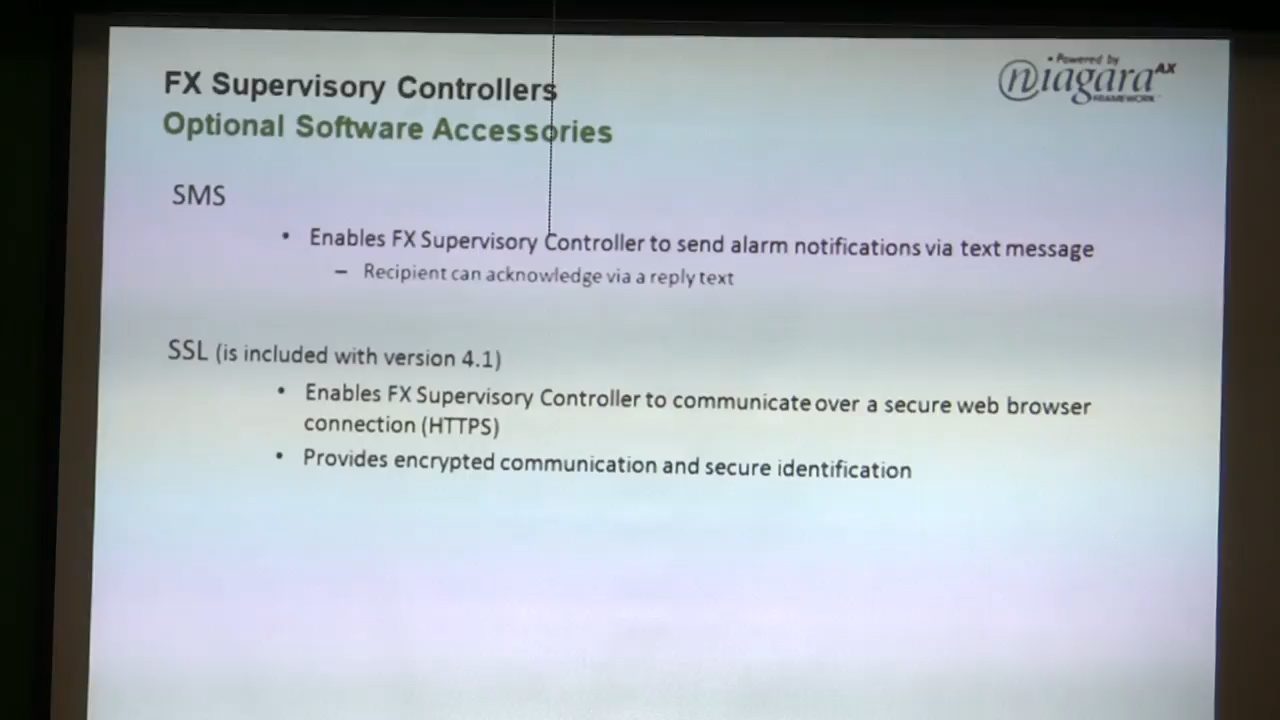 FX Supervisory Controllers
Optional Software Accessories
• Powered by
niagara AX
FRAMEWORK
SMS
• Enables FX Supervisory Controller to send alarm notifications via text message
– Recipient can acknowledge via a reply text
SSL (is included with version 4.1)
• Enables FX Supervisory Controller to communicate over a secure web browser
connection (HTTPS)
• Provides encrypted communication and secure identification